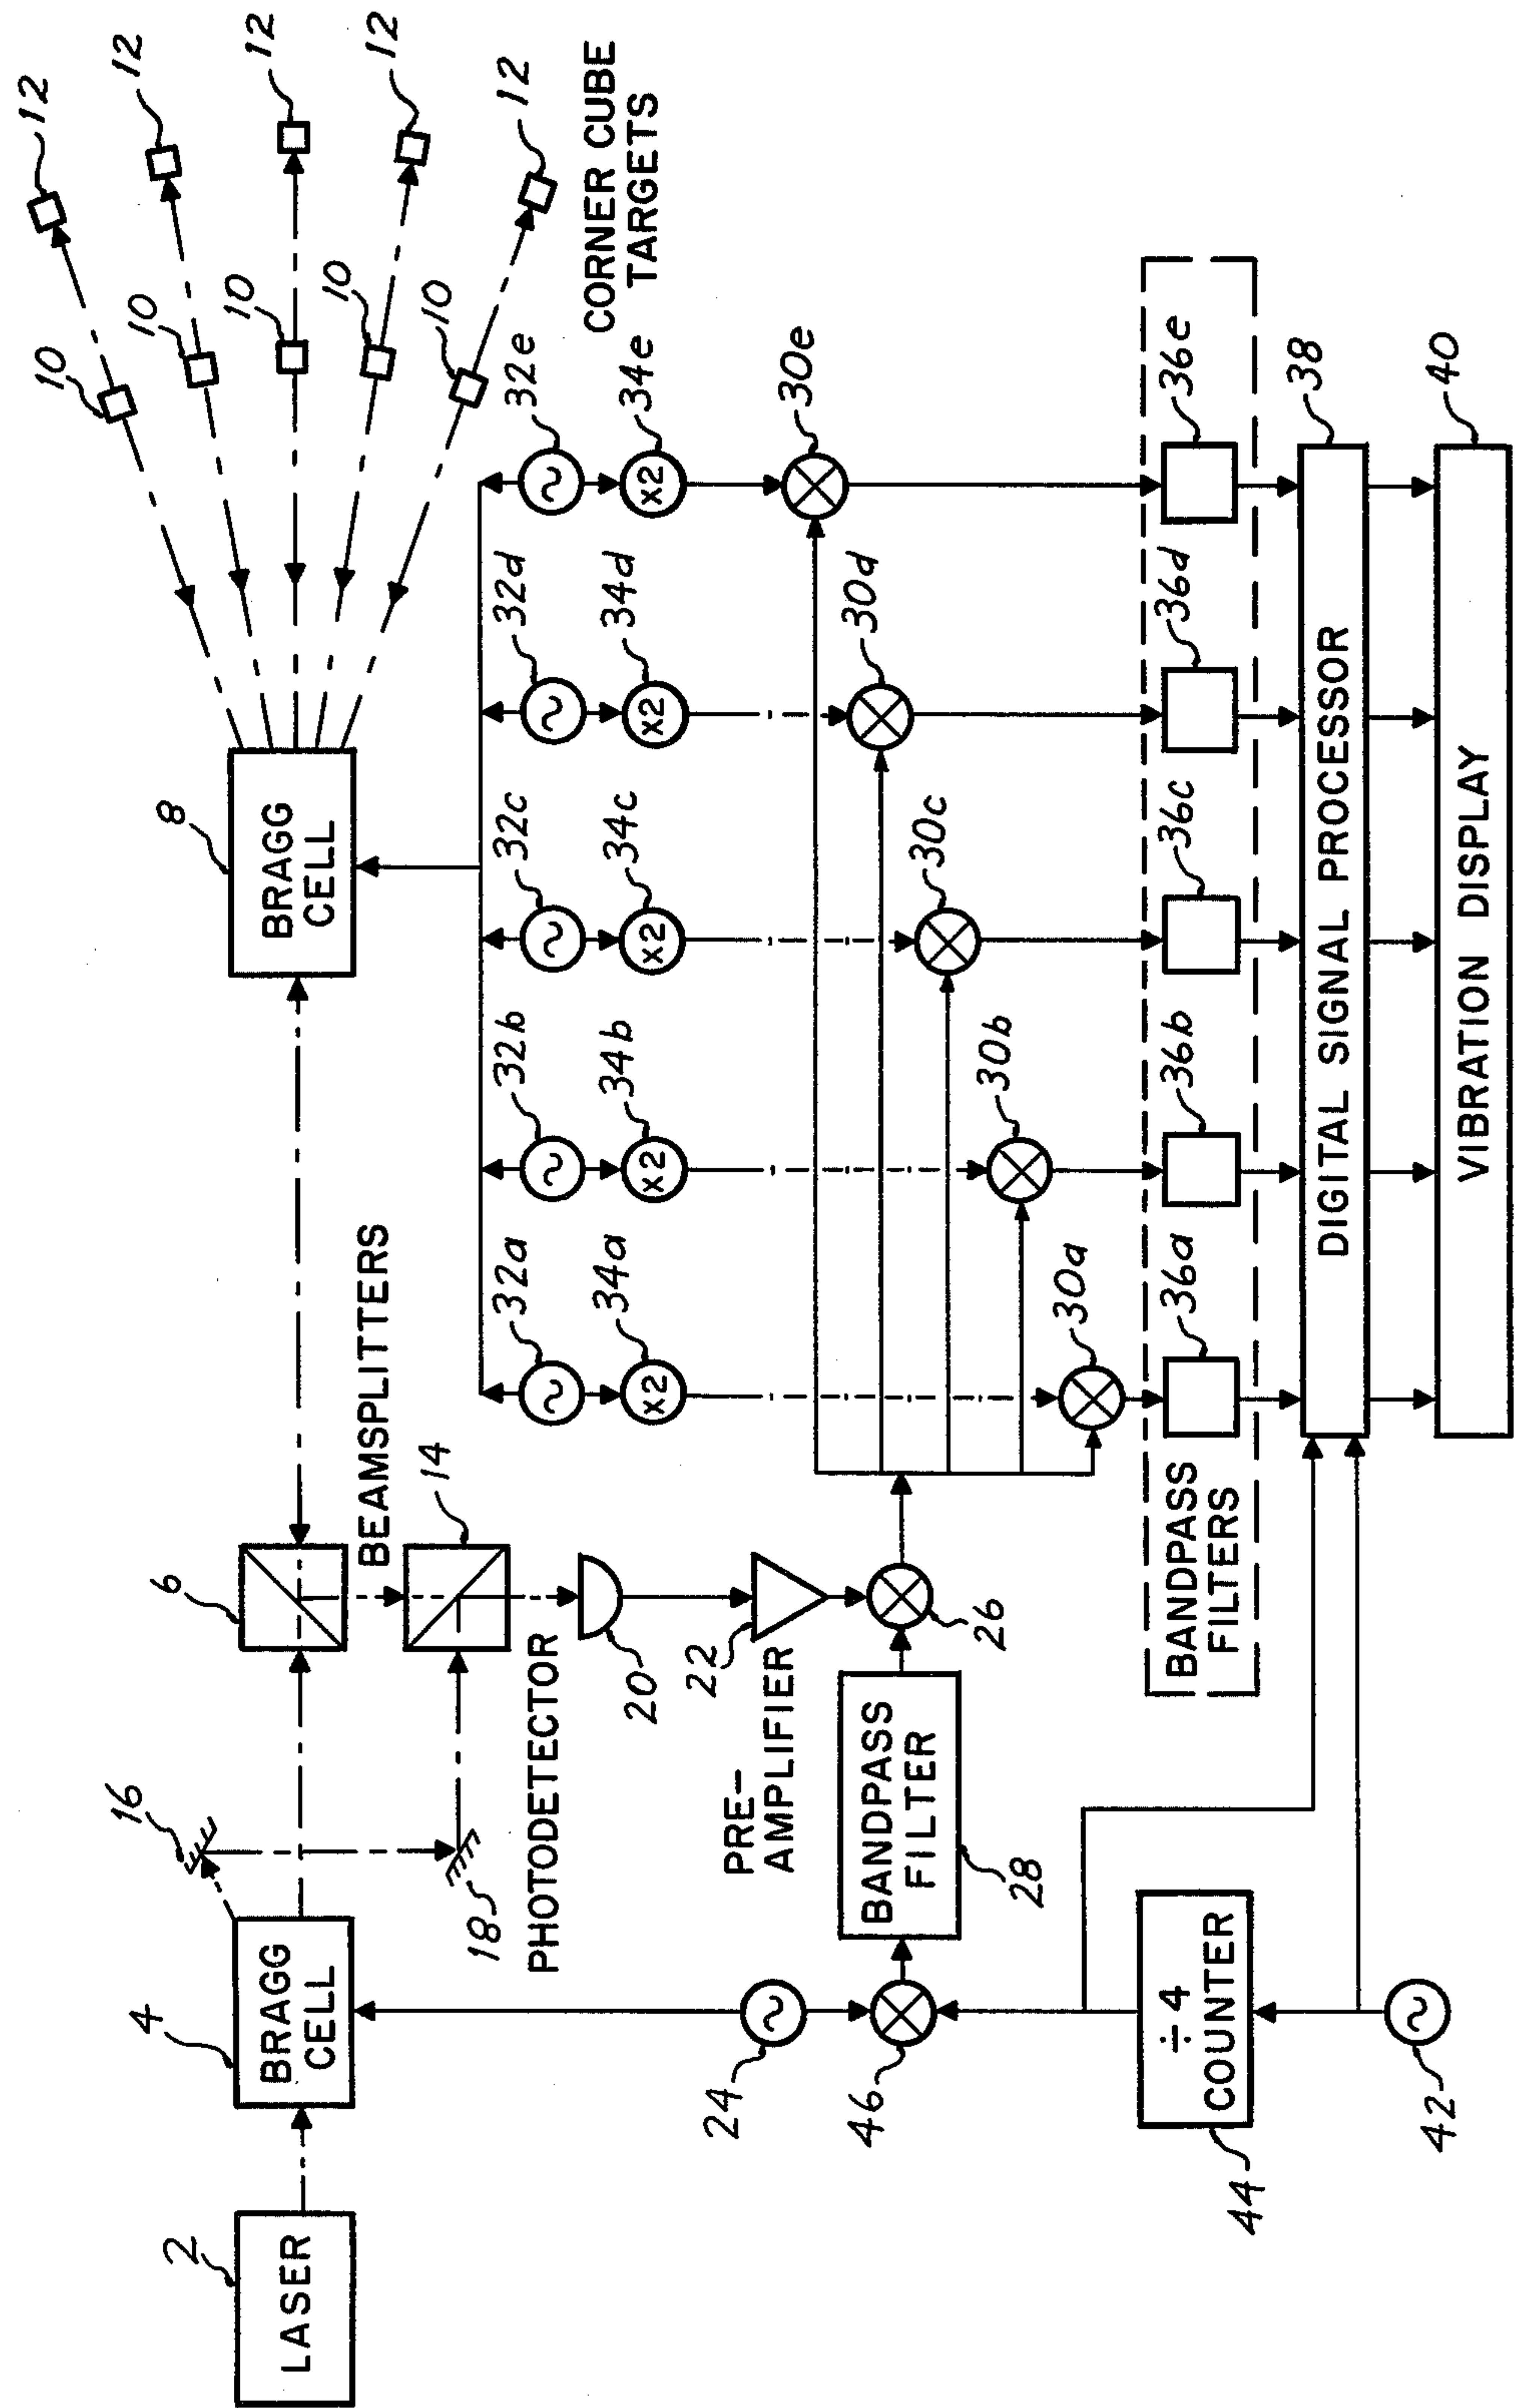 2
LASER
4
BRAGG
CELL
16
18
6
BEAMSPLITTERS
14
8
BRAGG
CELL
10
10
10
10
10
12
12
12
12
12
CORNER CUBE
TARGETS
PHOTODETECTOR
20
22
PRE-
AMPLIFIER
24
26
BANDPASS
FILTER
28
46
÷4
COUNTER
44
42
32a
32b
32c
32d
32e
~
~
~
~
~
34a
34b
34c
34d
34e
x2
x2
x2
x2
x2
30a
30b
30c
30d
30e
BANDPASS
FILTERS
36a
36b
36c
36d
36e
DIGITAL SIGNAL PROCESSOR
38
VIBRATION DISPLAY
40